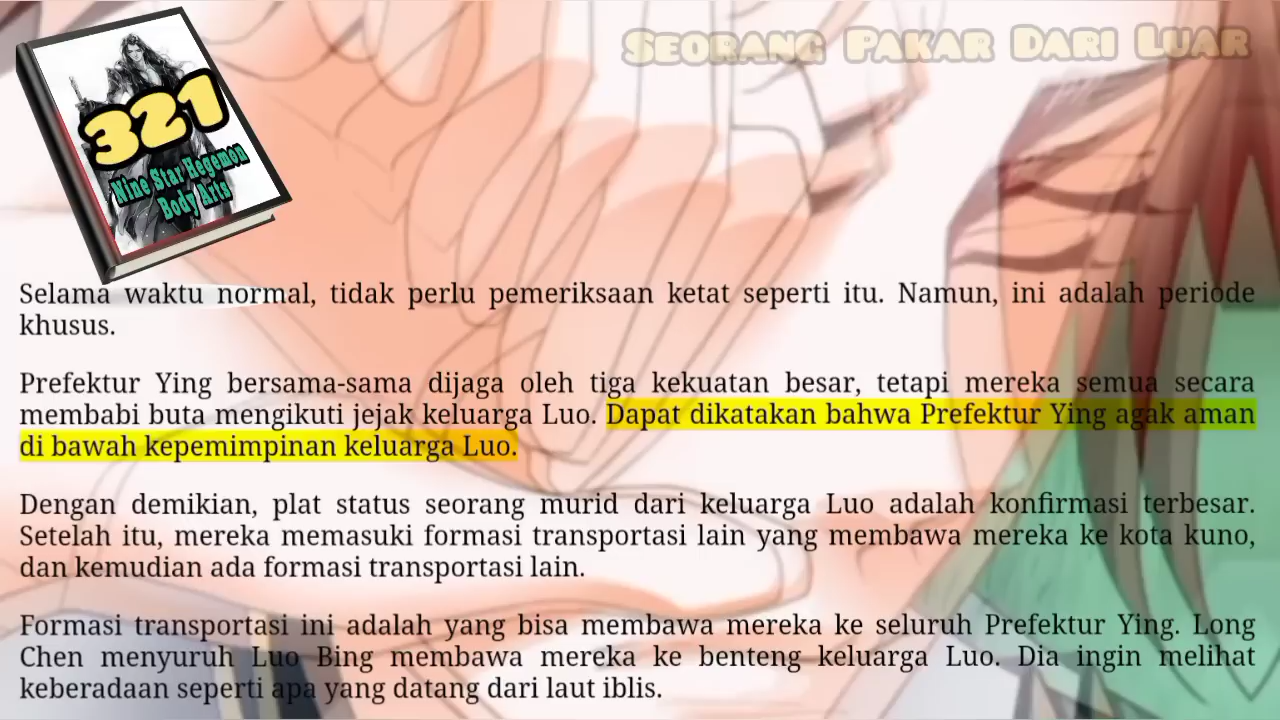 Seorang Pakar Dari Luar
321
Nine Star Hegemon
Body Arts
Selama waktu normal, tidak perlu pemeriksaan ketat seperti itu. Namun, ini adalah periode
khusus.
Prefektur Ying bersama-sama dijaga oleh tiga kekuatan besar, tetapi mereka semua secara
membabi buta mengikuti jejak keluarga Luo. Dapat dikatakan bahwa Prefektur Ying agak aman
di bawah kepemimpinan keluarga Luo.
Dengan demikian, plat status seorang murid dari keluarga Luo adalah konfirmasi terbesar.
Setelah itu, mereka memasuki formasi transportasi lain yang membawa mereka ke kota kuno,
dan kemudian ada formasi transportasi lain.
Formasi transportasi ini adalah yang bisa membawa mereka ke seluruh Prefektur Ying. Long
Chen menyuruh Luo Bing membawa mereka ke benteng keluarga Luo. Dia ingin melihat
keberadaan seperti apa yang datang dari laut iblis.